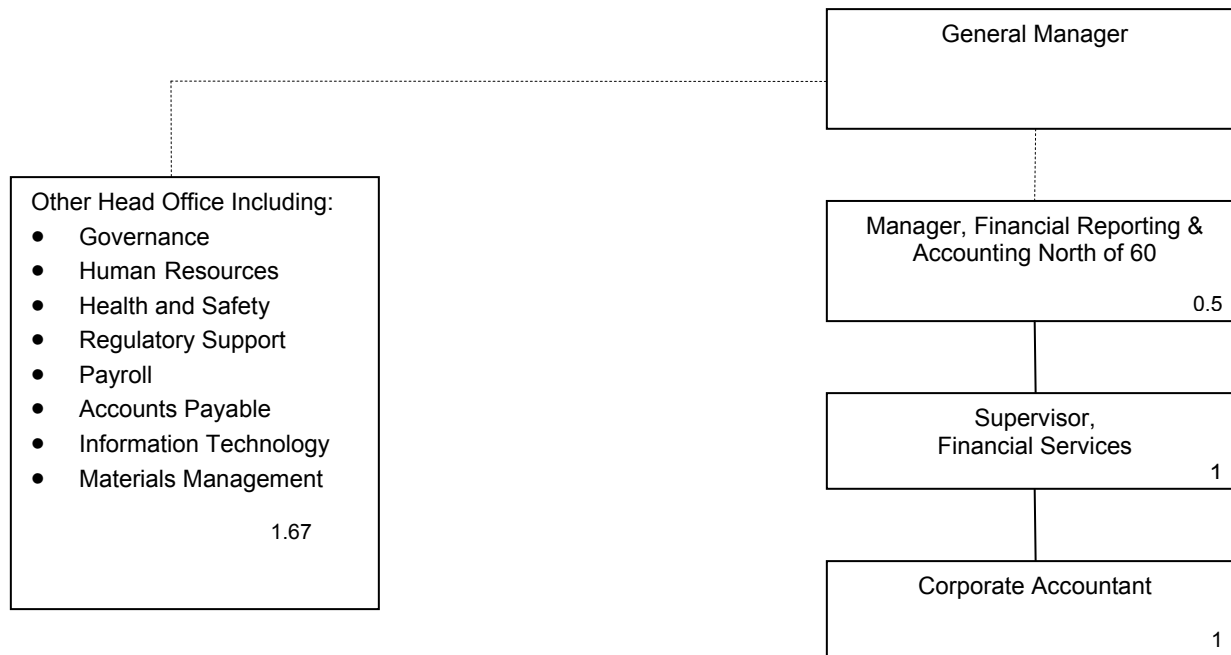 General Manager
Other Head Office Including:
● Governance
● Human Resources
● Health and Safety
● Regulatory Support
● Payroll
● Accounts Payable
● Information Technology
● Materials Management
1.67
Manager, Financial Reporting &
Accounting North of 60
0.5
Supervisor,
Financial Services
1
Corporate Accountant
1